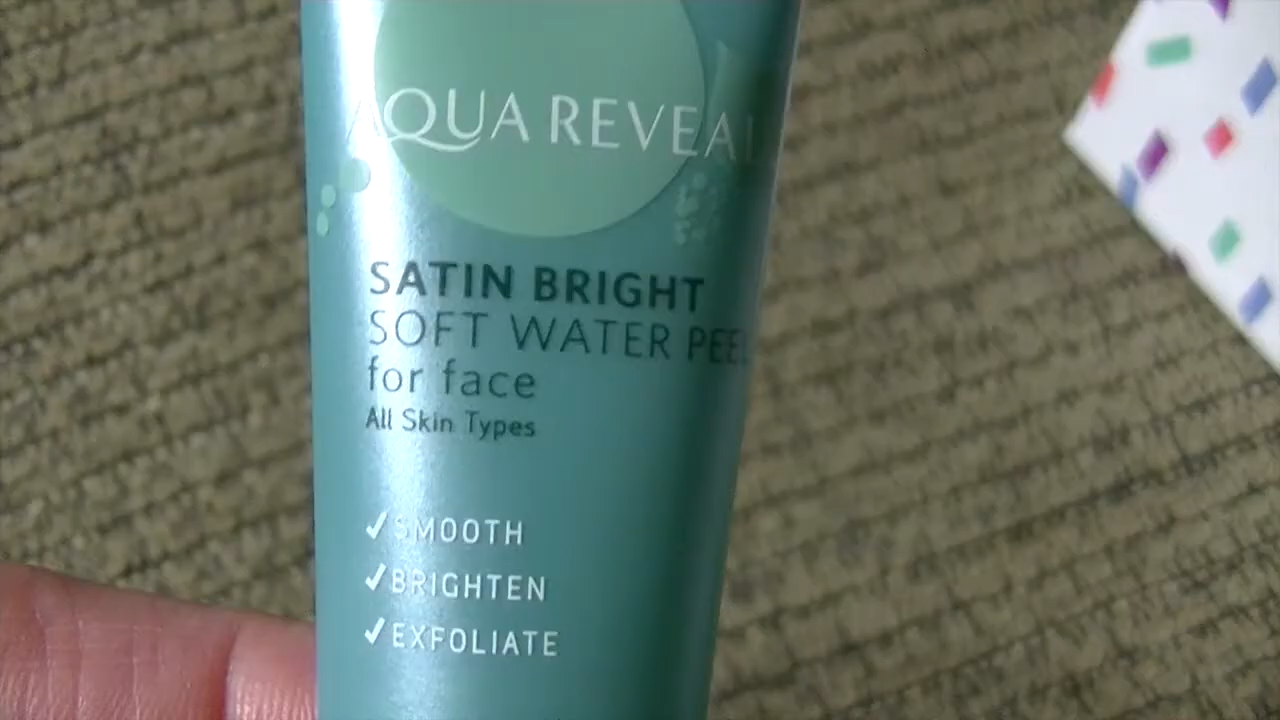 AQUA REVEAL
SATIN BRIGHT
SOFT WATER PEEL
for face
All Skin Types
✓SMOOTH
✓BRIGHTEN
✓EXFOLIATE